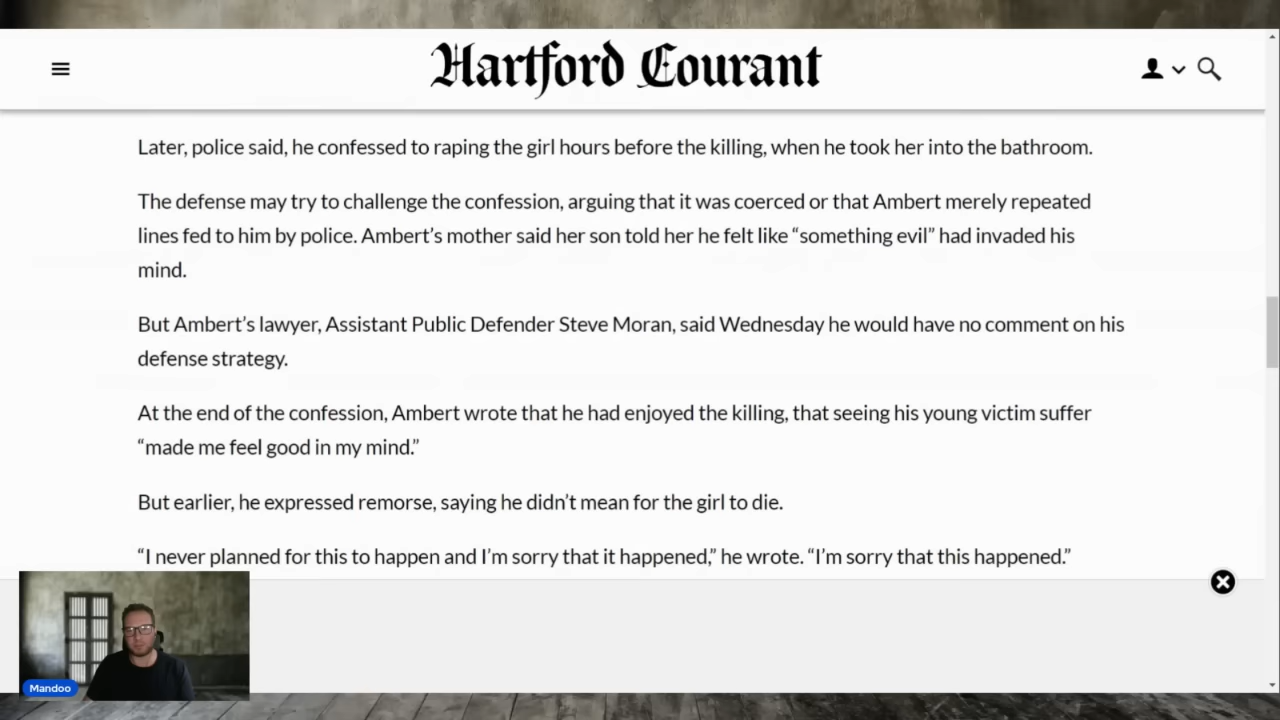 Hartford Courant
Later, police said, he confessed to raping the girl hours before the killing, when he took her into the bathroom.
The defense may try to challenge the confession, arguing that it was coerced or that Ambert merely repeated
lines fed to him by police. Ambert’s mother said her son told her he felt like “something evil” had invaded his
mind.
But Ambert’s lawyer, Assistant Public Defender Steve Moran, said Wednesday he would have no comment on his
defense strategy.
At the end of the confession, Ambert wrote that he had enjoyed the killing, that seeing his young victim suffer
“made me feel good in my mind.”
But earlier, he expressed remorse, saying he didn’t mean for the girl to die.
“I never planned for this to happen and I’m sorry that it happened,” he wrote. “I’m sorry that this happened.”
Mandoo